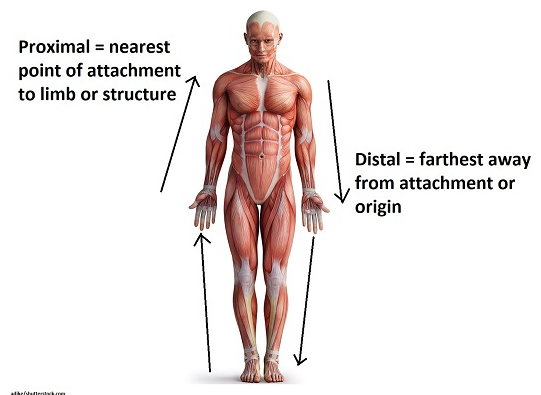 Proximal = nearest
point of attachment
to limb or structure
Distal = farthest away
from attachment or
origin
adike/shutterstock.com